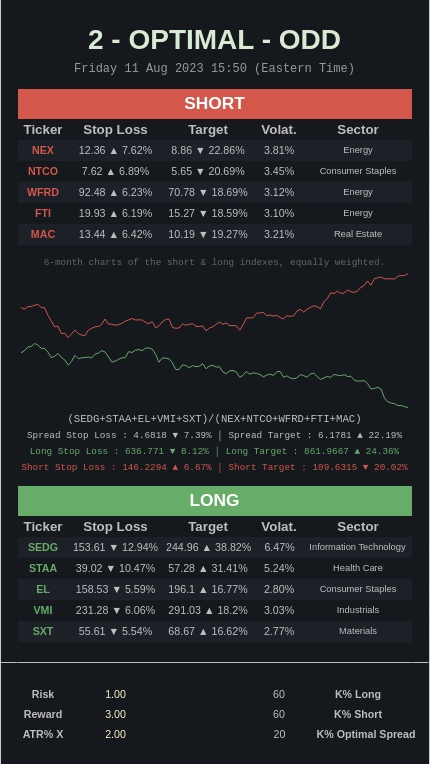 2 - OPTIMAL - ODD
Friday 11 Aug 2023 15:50 (Eastern Time)
SHORT
Ticker Stop Loss Target Volat. Sector
NEX 12.36 ▲ 7.62% 8.86 ▼ 22.86% 3.81% Energy
NTCO 7.62 ▲ 6.89% 5.65 ▼ 20.69% 3.45% Consumer Staples
WFRD 92.48 ▲ 6.23% 70.78 ▼ 18.69% 3.12% Energy
FTI 19.93 ▲ 6.19% 15.27 ▼ 18.59% 3.10% Energy
MAC 13.44 ▲ 6.42% 10.19 ▼ 19.27% 3.21% Real Estate
6-month charts of the short & long indexes, equally weighted.
(SEDG+STAA+EL+VMI+SXT)/(NEX+NTCO+WFRD+FTI+MAC)
Spread Stop Loss : 4.6818 ▼ 7.39% | Spread Target : 6.1781 ▲ 22.19%
Long Stop Loss : 636.771 ▼ 8.12% | Long Target : 861.9667 ▲ 24.36%
Short Stop Loss : 146.2294 ▲ 6.67% | Short Target : 109.6315 ▼ 20.02%
LONG
Ticker Stop Loss Target Volat. Sector
SEDG 153.61 ▼ 12.94% 244.96 ▲ 38.82% 6.47% Information Technology
STAA 39.02 ▼ 10.47% 57.28 ▲ 31.41% 5.24% Health Care
EL 158.53 ▼ 5.59% 196.1 ▲ 16.77% 2.80% Consumer Staples
VMI 231.28 ▼ 6.06% 291.03 ▲ 18.2% 3.03% Industrials
SXT 55.61 ▼ 5.54% 68.67 ▲ 16.62% 2.77% Materials
Risk 1.00 60 K% Long
Reward 3.00 60 K% Short
ATR% X 2.00 20 K% Optimal Spread